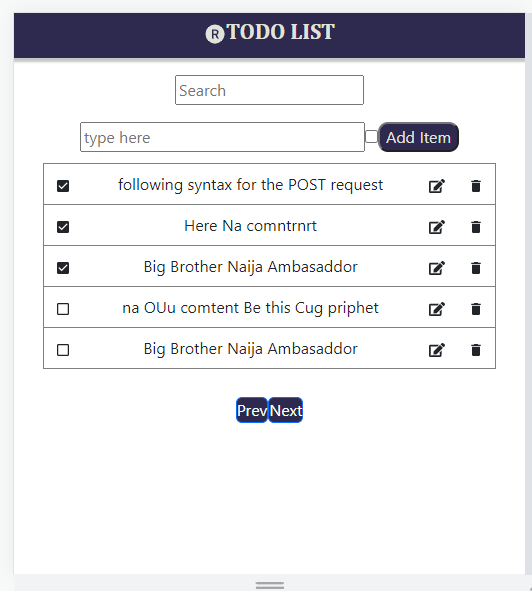 ® TODO LIST
Search
type here Add Item
following syntax for the POST request
Here Na comntrnrt
Big Brother Naija Ambasaddor
na OUu comtent Be this Cug priphet
Big Brother Naija Ambasaddor
Prev Next